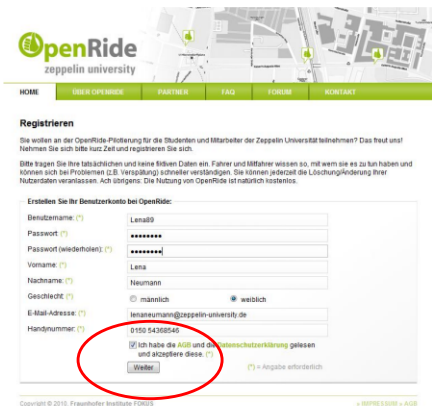 OpenRide
zeppelin university
HOME ÜBER OPENRIDE PARTNER FAQ FORUM KONTAKT
Registrieren
Sie wollen an der OpenRide-Pilotierung für die Studenten und Mitarbeiter der Zeppelin Universität teilnehmen? Das freut uns!
Nehmen Sie sich bitte kurz Zeit und registrieren Sie sich.
Bitte tragen Sie Ihre tatsächlichen und keine fiktiven Daten ein. Fahrer und Mitfahrer wissen so, mit wem sie es zu tun haben und
können sich bei Problemen (z.B. Verspätung) schneller verständigen. Sie können jederzeit die Löschung/Änderung Ihrer
Nutzerdaten veranlassen. Ach übrigens: Die Nutzung von OpenRide ist natürlich kostenlos.
Erstellen Sie Ihr Benutzerkonto bei OpenRide:
Benutzername: (*) Lena89
Passwort: (*) ••••••••
Passwort (wiederholen): (*) ••••••••
Vorname: (*) Lena
Nachname: (*) Neumann
Geschlecht: (*) männlich weiblich
E-Mail-Adresse: (*) lenaneumann@zeppelin-university.de
Handynummer: (*) 0150 54368546
Ich habe die AGB und die Datenschutzerklärung gelesen
und akzeptiere diese. (*)
Weiter (*) = Angabe erforderlich
Copyright © 2010, Fraunhofer Institute FOKUS » IMPRESSUM » AGB